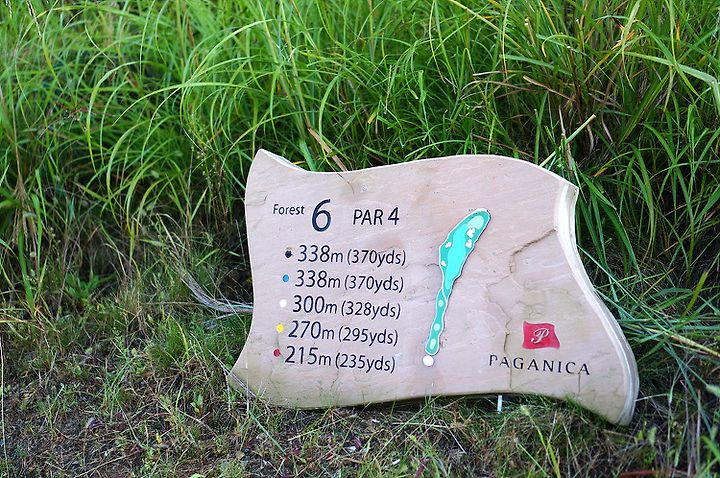 Forest 6 PAR 4
338m (370yds)
338m (370yds)
300m (328yds)
270m (295yds)
215m (235yds)
P
PAGANICA